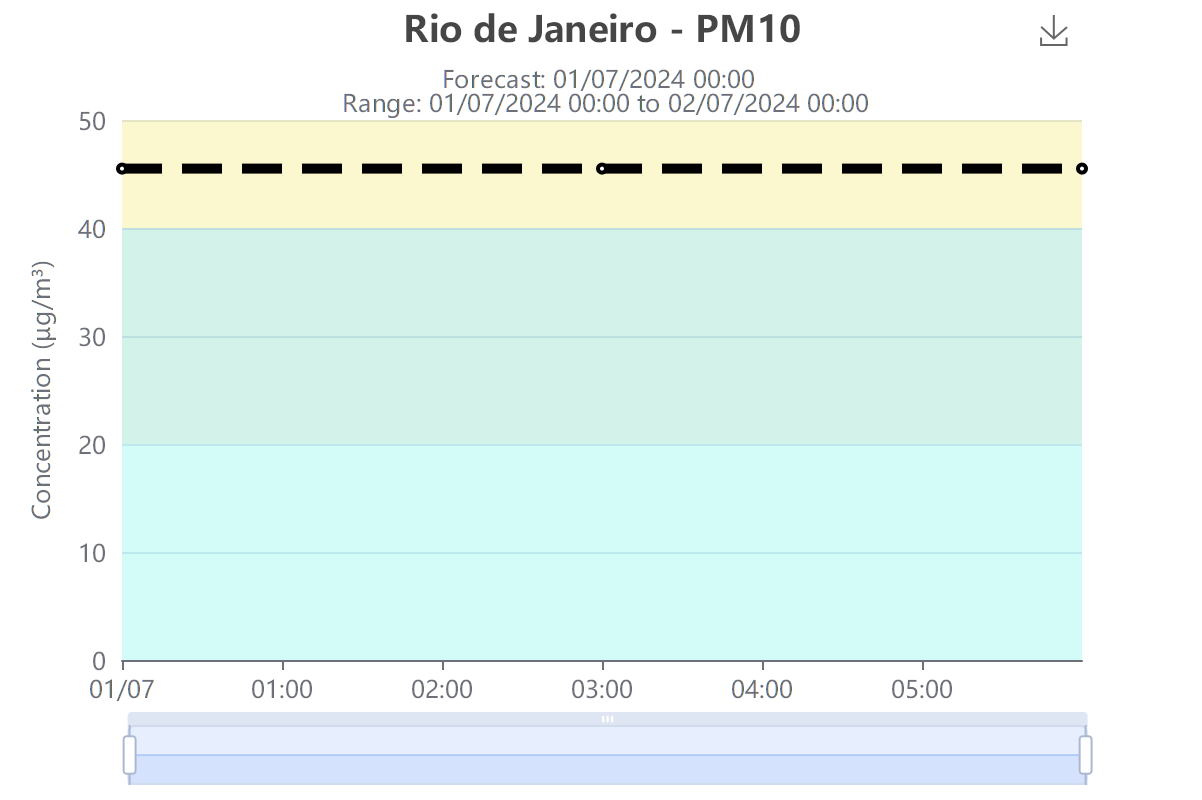 Rio de Janeiro - PM10
Forecast: 01/07/2024 00:00
Range: 01/07/2024 00:00 to 02/07/2024 00:00
Concentration (µg/m³)
50
40
30
20
10
0
01/07 01:00 02:00 03:00 04:00 05:00